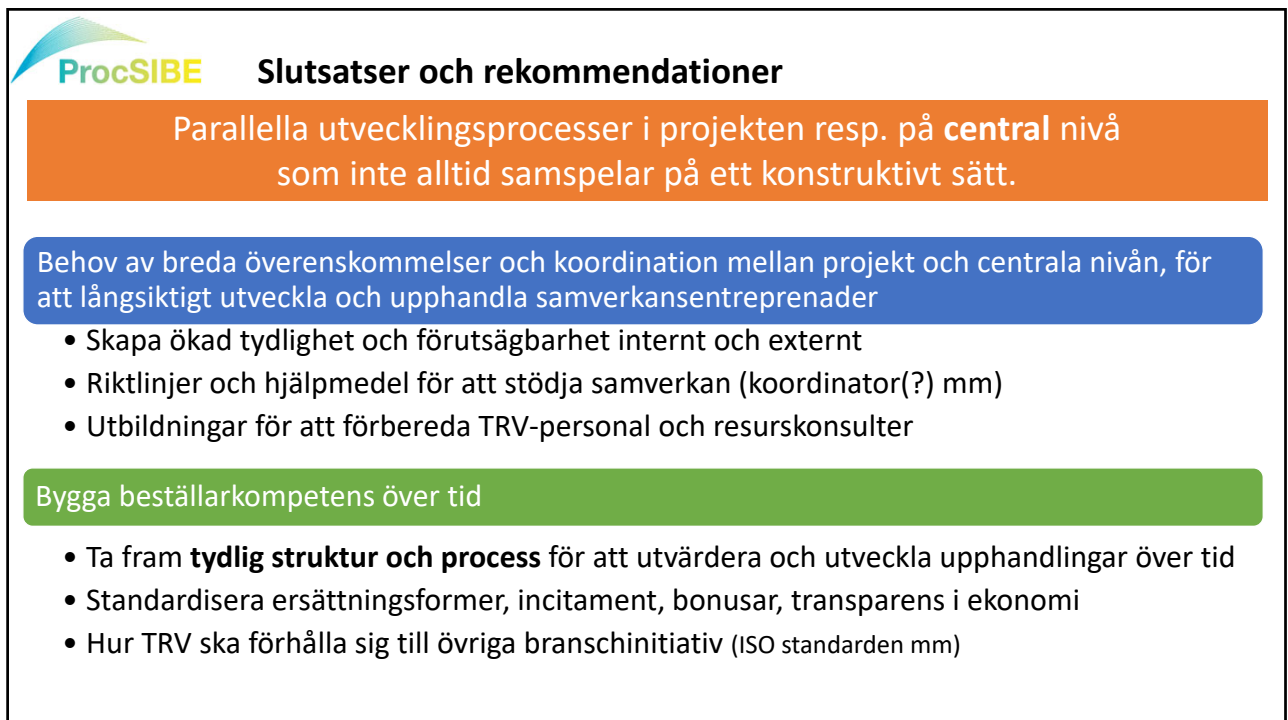 ProcSIBE
Slutsatser och rekommendationer
Parallella utvecklingsprocesser i projekten resp. på central nivå
som inte alltid samspelar på ett konstruktivt sätt.
Behov av breda överenskommelser och koordination mellan projekt och centrala nivån, för
att långsiktigt utveckla och upphandla samverkansentreprenader
• Skapa ökad tydlighet och förutsägbarhet internt och externt
• Riktlinjer och hjälpmedel för att stödja samverkan (koordinator(?) mm)
• Utbildningar för att förbereda TRV-personal och resurskonsulter
Bygga beställarkompetens över tid
• Ta fram tydlig struktur och process för att utvärdera och utveckla upphandlingar över tid
• Standardisera ersättningsformer, incitament, bonusar, transparens i ekonomi
• Hur TRV ska förhålla sig till övriga branschinitiativ (ISO standarden mm)